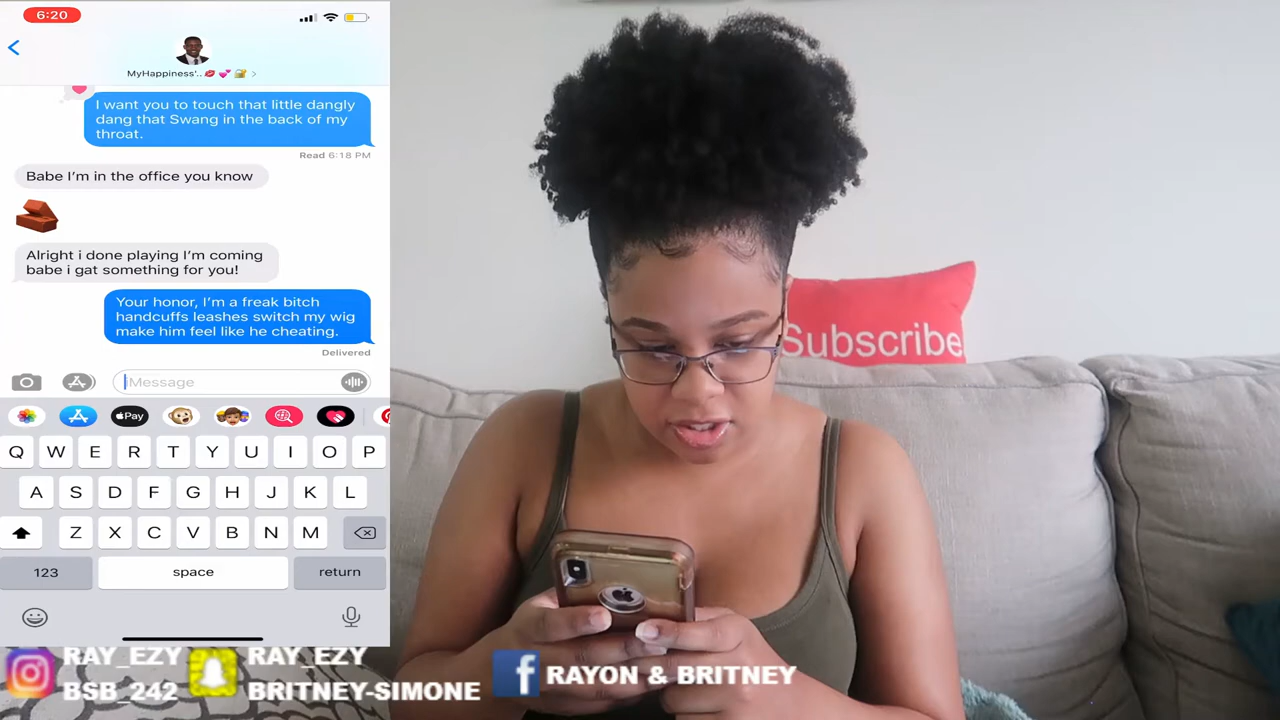 6:20
MyHappiness'..💋💕🔐 >
I want you to touch that little dangly
dang that Swang in the back of my
throat.
Read 6:18 PM
Babe I'm in the office you know
Alright i done playing I'm coming
babe i gat something for you!
Your honor, I'm a freak bitch
handcuffs leashes switch my wig
make him feel like he cheating.
Delivered
iMessage
Pay
Q W E R T Y U I O P
A S D F G H J K L
Z X C V B N M
123 space return
Subscribe
RAY_EZY
BSB_242
RAY_EZY
BRITNEY-SIMONE
f RAYON & BRITNEY